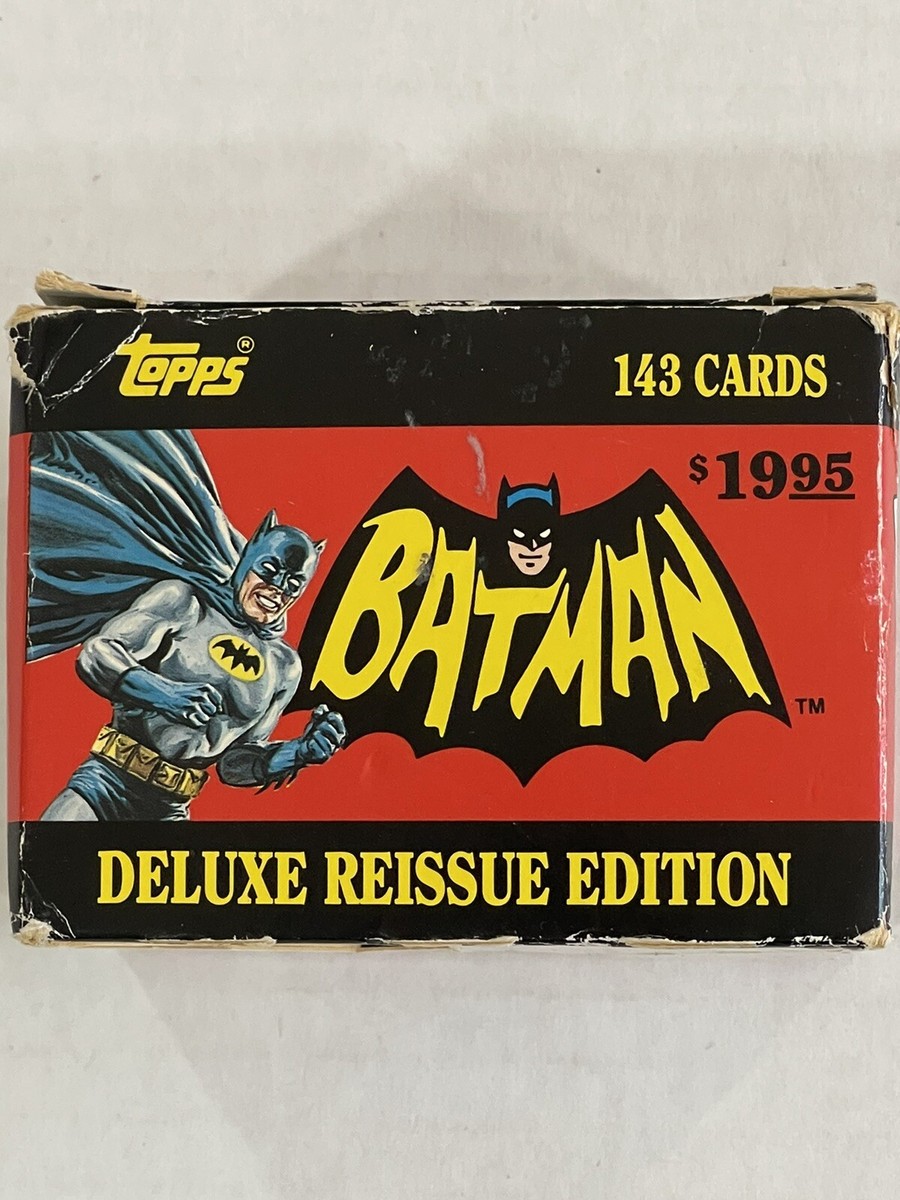 TOPPS®
143 CARDS
$1995
BATMAN
TM
DELUXE REISSUE EDITION